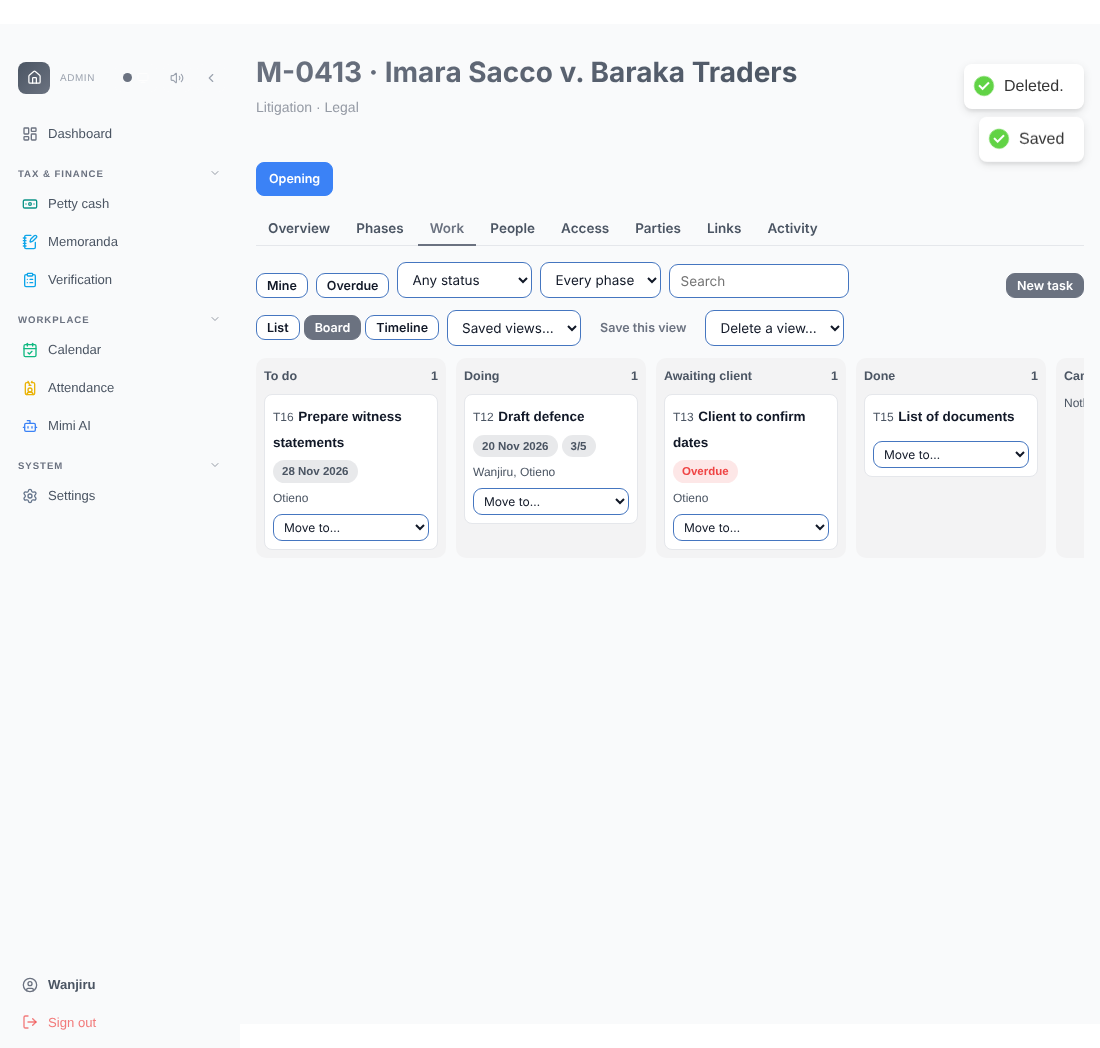 ADMIN
Dashboard
TAX & FINANCE
Petty cash
Memoranda
Verification
WORKPLACE
Calendar
Attendance
Mimi AI
SYSTEM
Settings
Wanjiru
Sign out
M-0413 · Imara Sacco v. Baraka Traders
Litigation · Legal
Deleted.
Saved
Opening
Overview Phases Work People Access Parties Links Activity
Mine Overdue Any status Every phase Search New task
List Board Timeline Saved views... Save this view Delete a view...
To do 1
T16 Prepare witness
statements
28 Nov 2026
Otieno
Move to...
Doing 1
T12 Draft defence
20 Nov 2026 3/5
Wanjiru, Otieno
Move to...
Awaiting client 1
T13 Client to confirm
dates
Overdue
Otieno
Move to...
Done 1
T15 List of documents
Move to...